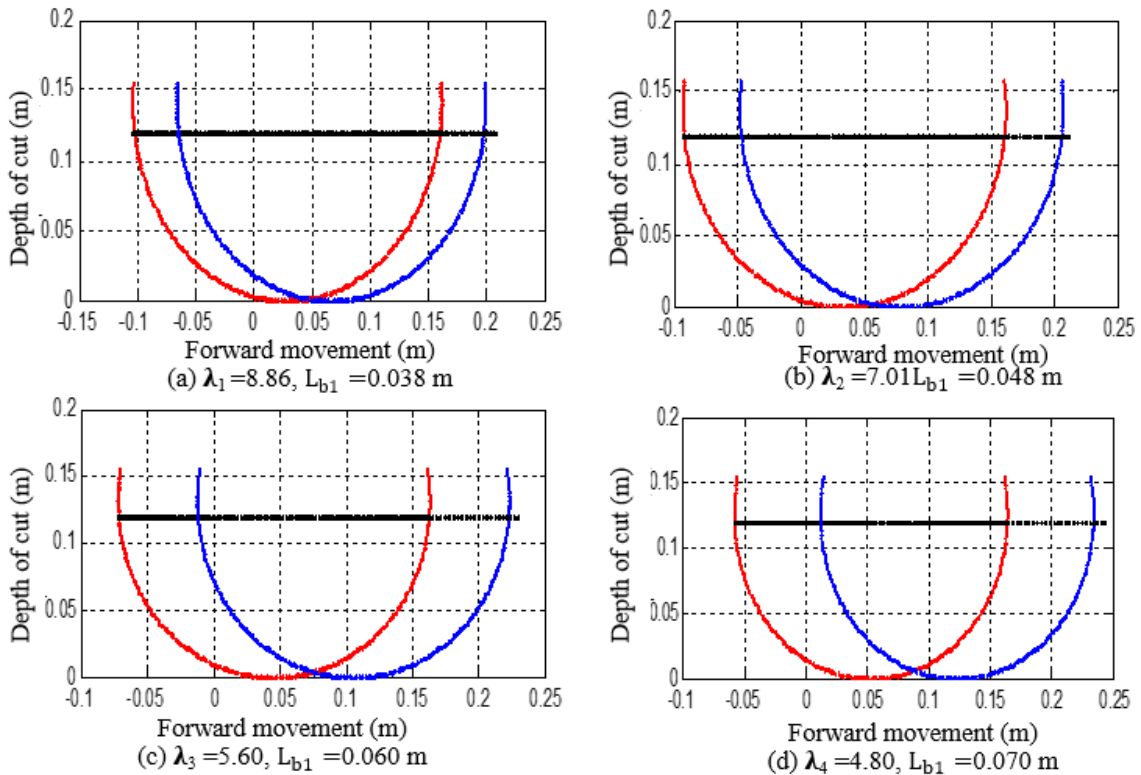 0.2
0.15
0.1
0.05
0
-0.15 -0.1 -0.05 0 0.05 0.1 0.15 0.2 0.25
Depth of cut (m)
Forward movement (m)
(a) λ1 =8.86, Lb1 =0.038 m
0.2
0.15
0.1
0.05
0
-0.1 -0.05 0 0.05 0.1 0.15 0.2 0.25
Depth of cut (m)
Forward movement (m)
(b) λ2 =7.01Lb1 =0.048 m
0.2
0.15
0.1
0.05
0
-0.1 -0.05 0 0.05 0.1 0.15 0.2 0.25
Depth of cut (m)
Forward movement (m)
(c) λ3 =5.60, Lb1 =0.060 m
0.2
0.15
0.1
0.05
0
-0.1 -0.05 0 0.05 0.1 0.15 0.2 0.25
Depth of cut (m)
Forward movement (m)
(d) λ4 =4.80, Lb1 =0.070 m